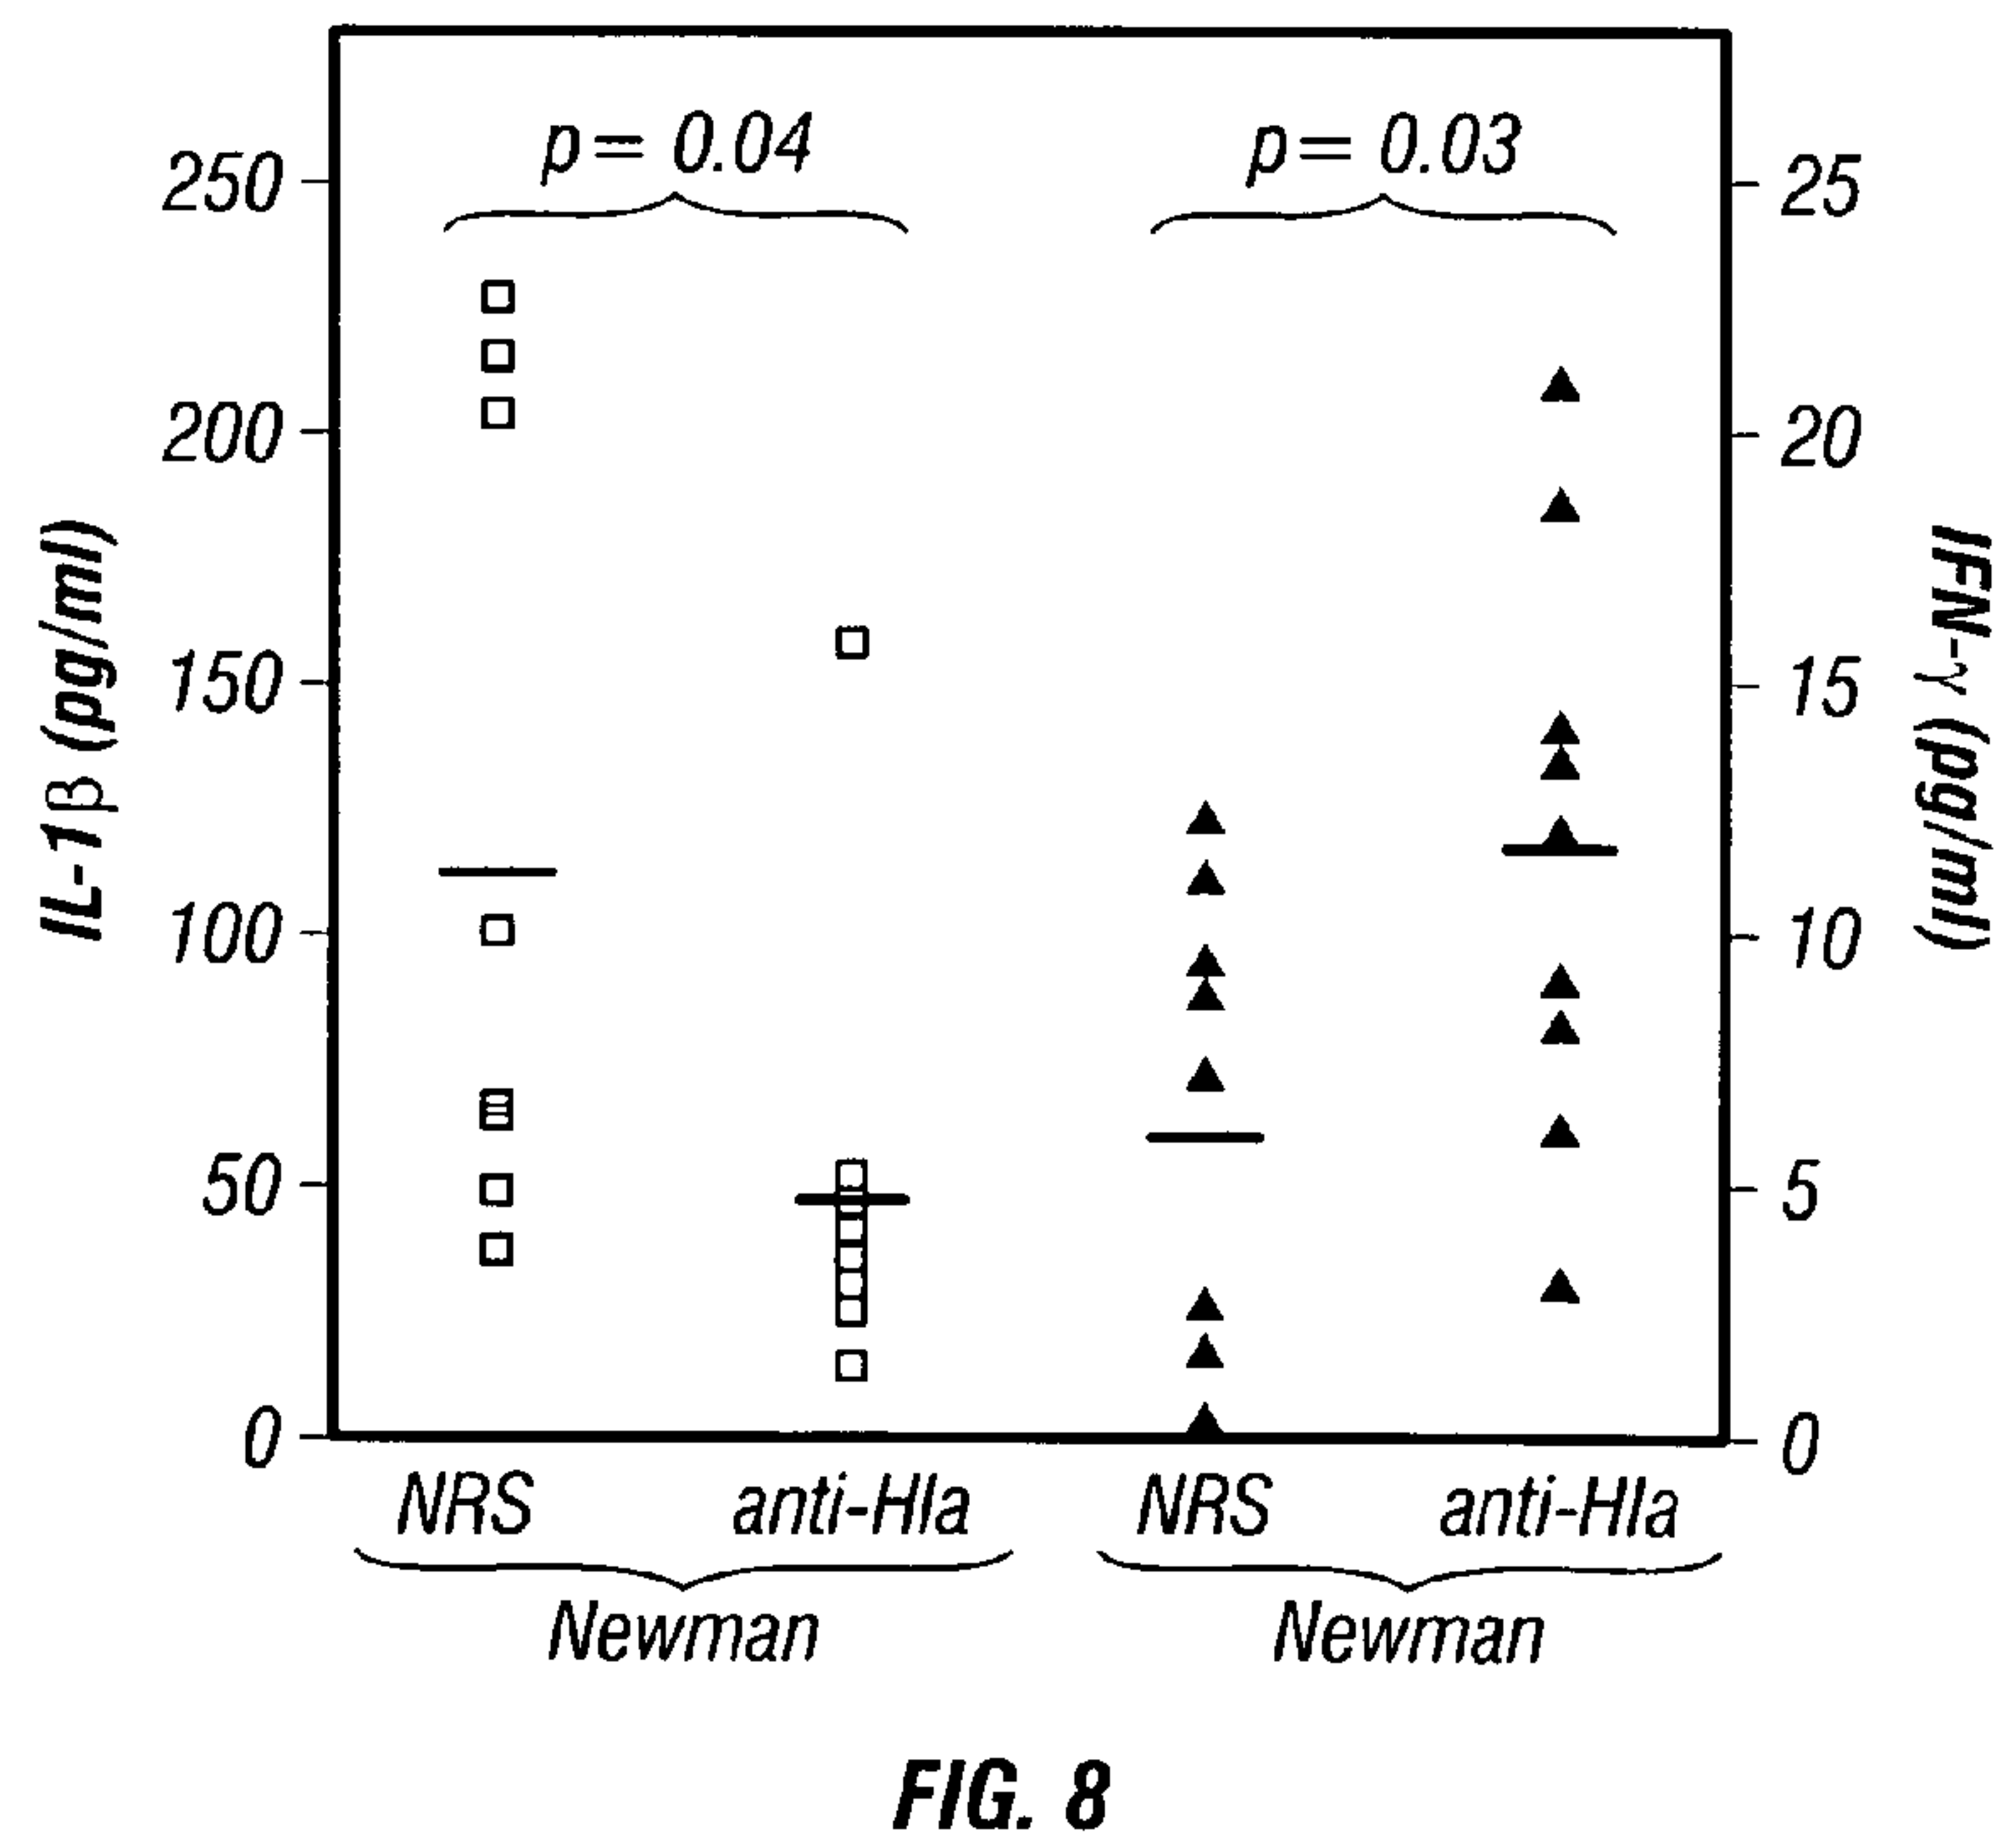 p = 0.04
p = 0.03
250
200
150
100
50
0
IL-1β (pg/ml)
25
20
15
10
5
0
IFN-γ (pg/ml)
NRS
anti-Hla
NRS
anti-Hla
Newman
Newman
FIG. 8